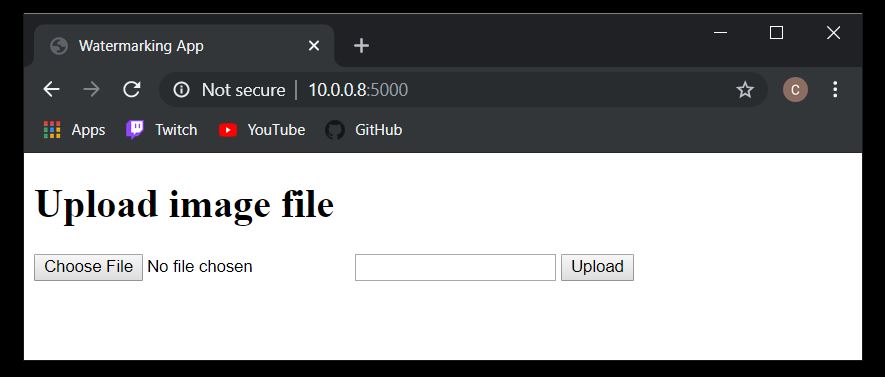 Watermarking App
Not secure | 10.0.0.8:5000
C
Apps Twitch YouTube GitHub
Upload image file
Choose File No file chosen Upload